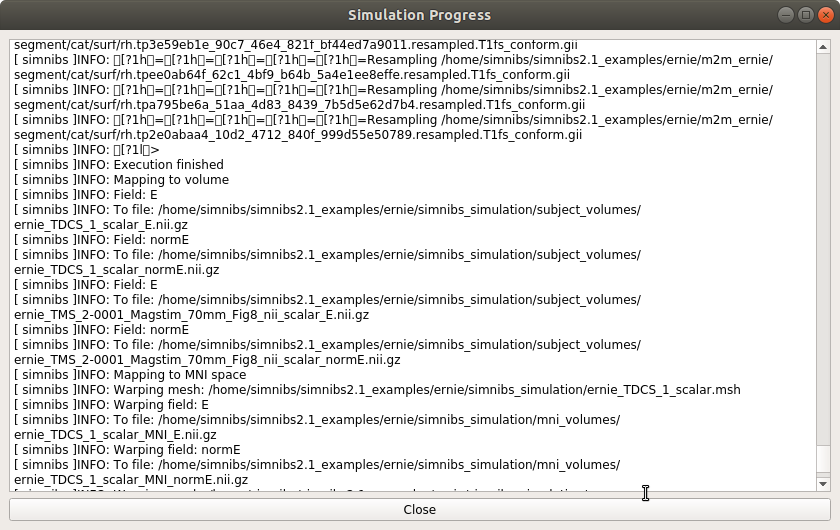 Simulation Progress
segment/cat/surf/rh.tp3e59eb1e_90c7_46e4_821f_bf44ed7a9011.resampled.T1fs_conform.gii
[ simnibs ]INFO: [?1h=[?1h=[?1h=[?1h=Resampling /home/simnibs/simnibs2.1_examples/ernie/m2m_ernie/
segment/cat/surf/rh.tpee0ab64f_62c1_4bf9_b64b_5a4e1ee8effe.resampled.T1fs_conform.gii
[ simnibs ]INFO: [?1h=[?1h=[?1h=[?1h=Resampling /home/simnibs/simnibs2.1_examples/ernie/m2m_ernie/
segment/cat/surf/rh.tpa795be6a_51aa_4d83_8439_7b5d5e62d7b4.resampled.T1fs_conform.gii
[ simnibs ]INFO: [?1h=[?1h=[?1h=[?1h=Resampling /home/simnibs/simnibs2.1_examples/ernie/m2m_ernie/
segment/cat/surf/rh.tp2e0abaa4_10d2_4712_840f_999d55e50789.resampled.T1fs_conform.gii
[ simnibs ]INFO: [?1l>
[ simnibs ]INFO: Execution finished
[ simnibs ]INFO: Mapping to volume
[ simnibs ]INFO: Field: E
[ simnibs ]INFO: To file: /home/simnibs/simnibs2.1_examples/ernie/simnibs_simulation/subject_volumes/
ernie_TDCS_1_scalar_E.nii.gz
[ simnibs ]INFO: Field: normE
[ simnibs ]INFO: To file: /home/simnibs/simnibs2.1_examples/ernie/simnibs_simulation/subject_volumes/
ernie_TDCS_1_scalar_normE.nii.gz
[ simnibs ]INFO: Field: E
[ simnibs ]INFO: To file: /home/simnibs/simnibs2.1_examples/ernie/simnibs_simulation/subject_volumes/
ernie_TMS_2-0001_Magstim_70mm_Fig8_nii_scalar_E.nii.gz
[ simnibs ]INFO: Field: normE
[ simnibs ]INFO: To file: /home/simnibs/simnibs2.1_examples/ernie/simnibs_simulation/subject_volumes/
ernie_TMS_2-0001_Magstim_70mm_Fig8_nii_scalar_normE.nii.gz
[ simnibs ]INFO: Mapping to MNI space
[ simnibs ]INFO: Warping mesh: /home/simnibs/simnibs2.1_examples/ernie/simnibs_simulation/ernie_TDCS_1_scalar.msh
[ simnibs ]INFO: Warping field: E
[ simnibs ]INFO: To file: /home/simnibs/simnibs2.1_examples/ernie/simnibs_simulation/mni_volumes/
ernie_TDCS_1_scalar_MNI_E.nii.gz
[ simnibs ]INFO: Warping field: normE
[ simnibs ]INFO: To file: /home/simnibs/simnibs2.1_examples/ernie/simnibs_simulation/mni_volumes/
ernie_TDCS_1_scalar_MNI_normE.nii.gz
Close